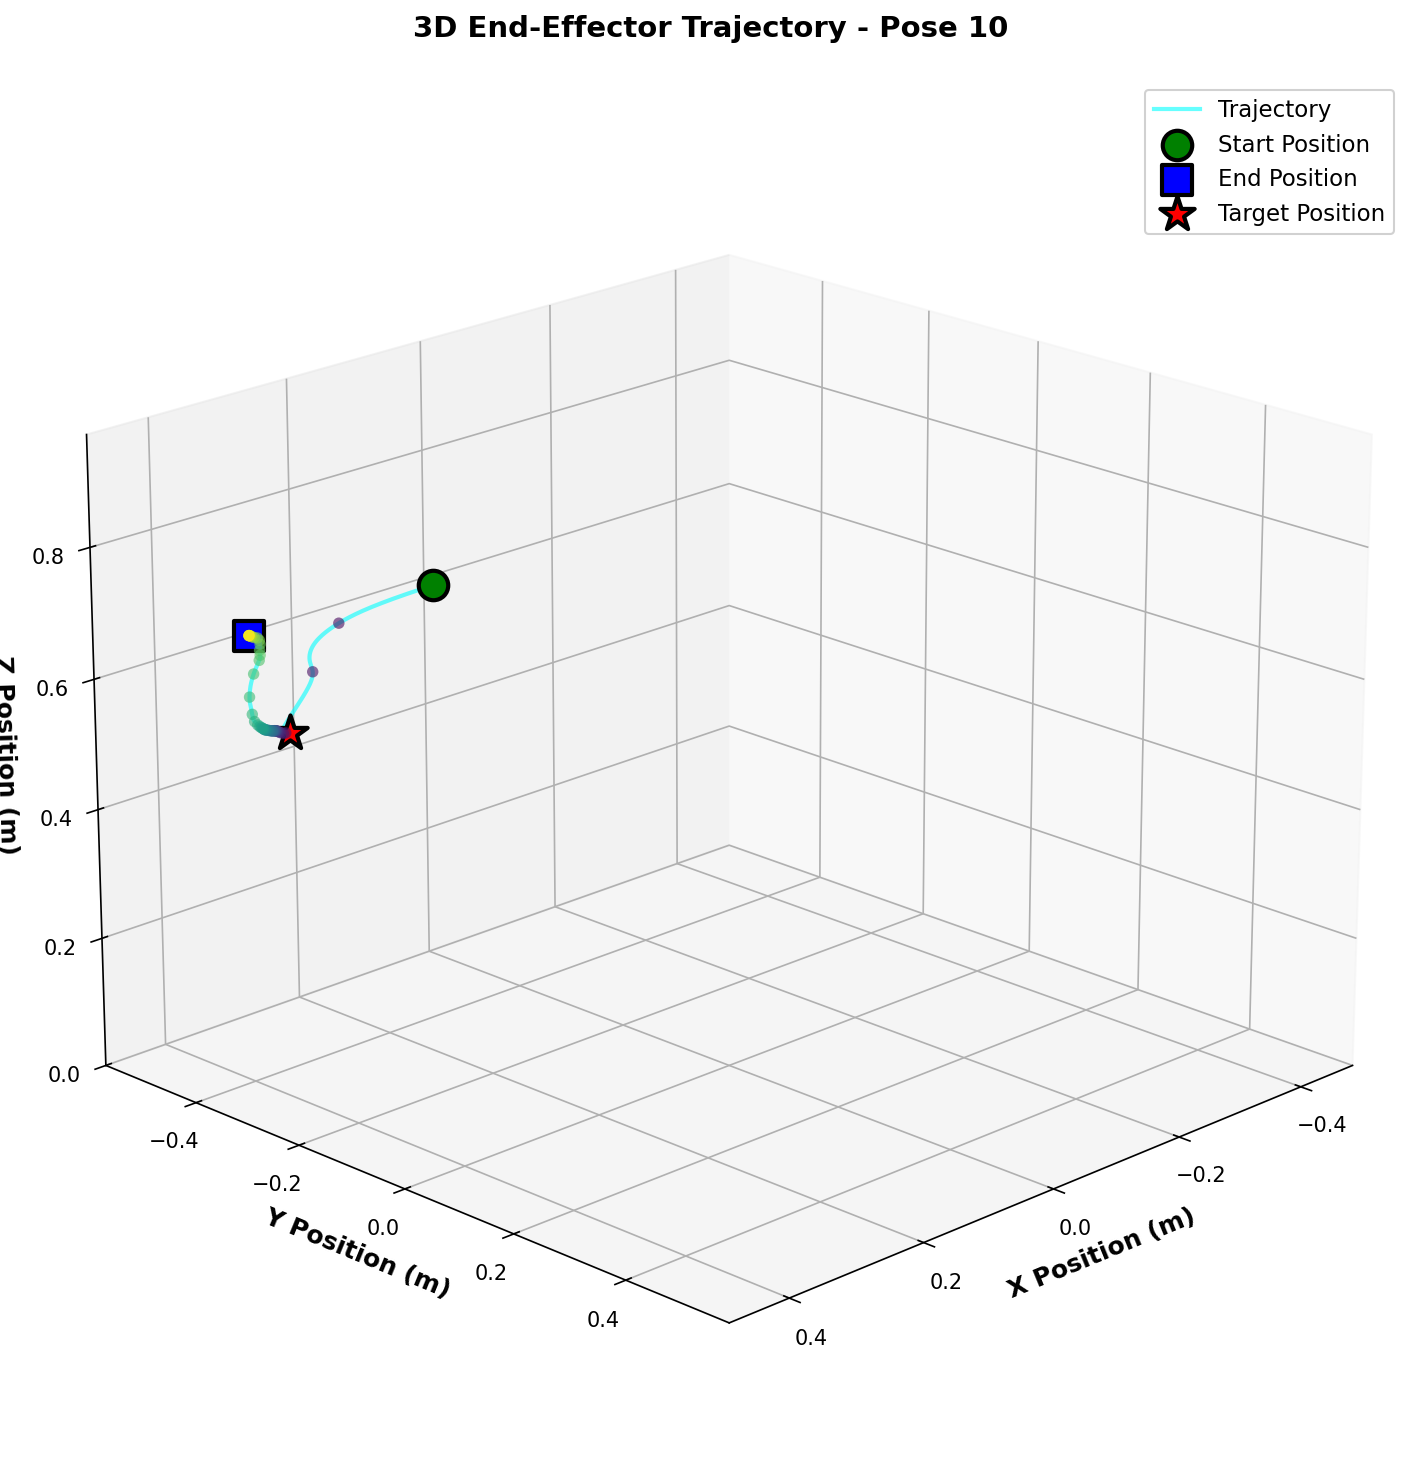 3D End-Effector Trajectory - Pose 10
Trajectory
Start Position
End Position
Target Position
0.8
0.6
0.4
0.2
0.0
Z Position (m)
−0.4
−0.2
0.0
0.2
0.4
Y Position (m)
−0.4
−0.2
0.0
0.2
0.4
X Position (m)